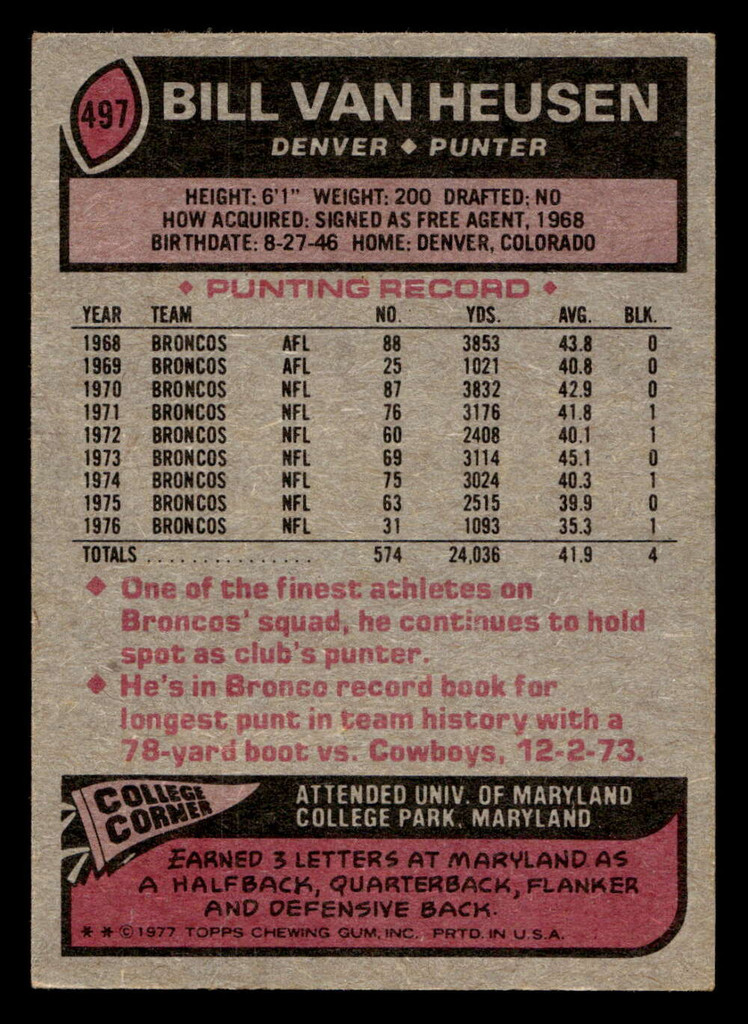 497
BILL VAN HEUSEN
DENVER ◆ PUNTER
HEIGHT: 6'1" WEIGHT: 200 DRAFTED: NO
HOW ACQUIRED: SIGNED AS FREE AGENT, 1968
BIRTHDATE: 8-27-46 HOME: DENVER, COLORADO
◆ PUNTING RECORD ◆
YEAR TEAM NO. YDS. AVG. BLK.
1968 BRONCOS AFL 88 3853 43.8 0
1969 BRONCOS AFL 25 1021 40.8 0
1970 BRONCOS NFL 87 3832 42.9 0
1971 BRONCOS NFL 76 3176 41.8 1
1972 BRONCOS NFL 60 2408 40.1 1
1973 BRONCOS NFL 69 3114 45.1 0
1974 BRONCOS NFL 75 3024 40.3 1
1975 BRONCOS NFL 63 2515 39.9 0
1976 BRONCOS NFL 31 1093 35.3 1
TOTALS ................ 574 24,036 41.9 4
◆ One of the finest athletes on
Broncos' squad, he continues to hold
spot as club's punter.
◆ He's in Bronco record book for
longest punt in team history with a
78-yard boot vs. Cowboys, 12-2-73.
COLLEGE
CORNER
ATTENDED UNIV. OF MARYLAND
COLLEGE PARK, MARYLAND
EARNED 3 LETTERS AT MARYLAND AS
A HALFBACK, QUARTERBACK, FLANKER
AND DEFENSIVE BACK.
* * © 1977 TOPPS CHEWING GUM, INC. PRTD. IN U.S.A.